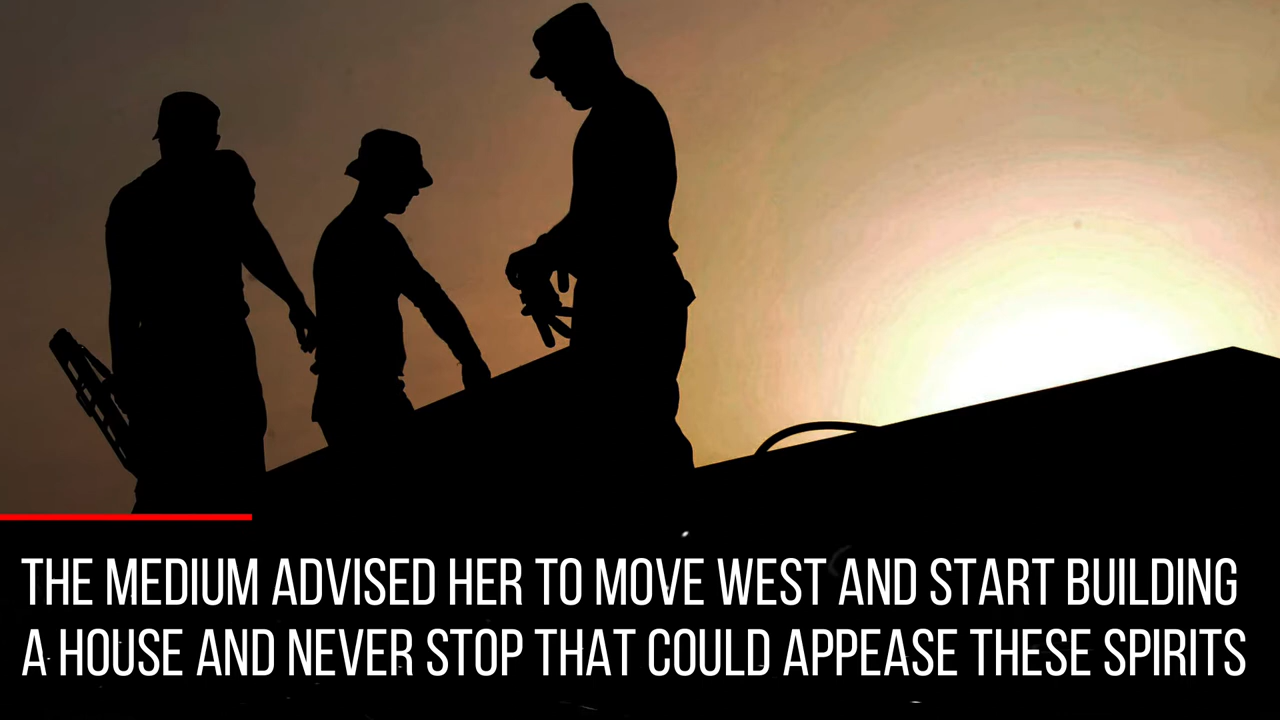 THE MEDIUM ADVISED HER TO MOVE WEST AND START BUILDING
A HOUSE AND NEVER STOP THAT COULD APPEASE THESE SPIRITS